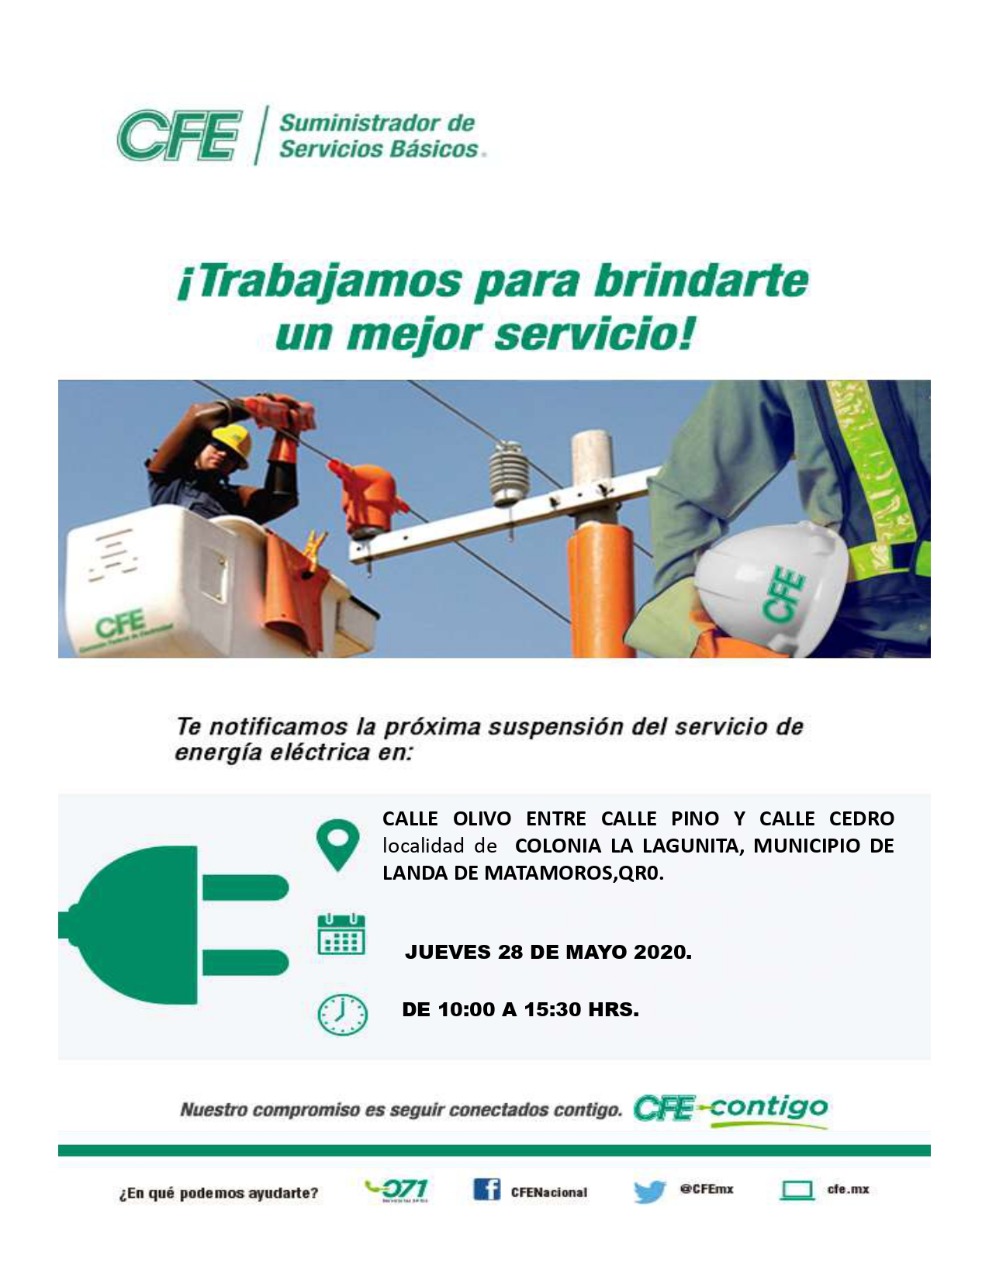 CFE
Suministrador de
Servicios Básicos
¡Trabajamos para brindarte
un mejor servicio!
CFE
CFE
Te notificamos la próxima suspensión del servicio de
energía eléctrica en:
CALLE OLIVO ENTRE CALLE PINO Y CALLE CEDRO
localidad de COLONIA LA LAGUNITA, MUNICIPIO DE
LANDA DE MATAMOROS,QR0.
JUEVES 28 DE MAYO 2020.
DE 10:00 A 15:30 HRS.
Nuestro compromiso es seguir conectados contigo. CFE contigo
¿En qué podemos ayudarte? 071 CFENacional @CFEmx cfe.mx